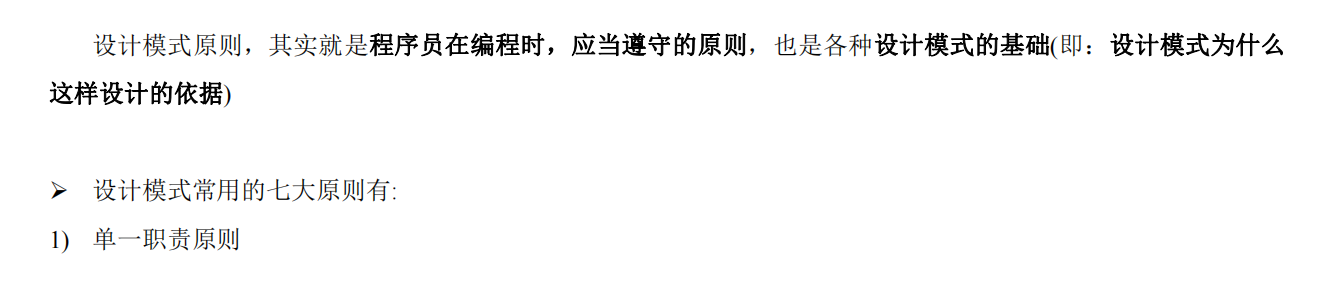 设计模式原则，其实就是程序员在编程时，应当遵守的原则，也是各种设计模式的基础(即：设计模式为什么
这样设计的依据)
➢ 设计模式常用的七大原则有:
1) 单一职责原则